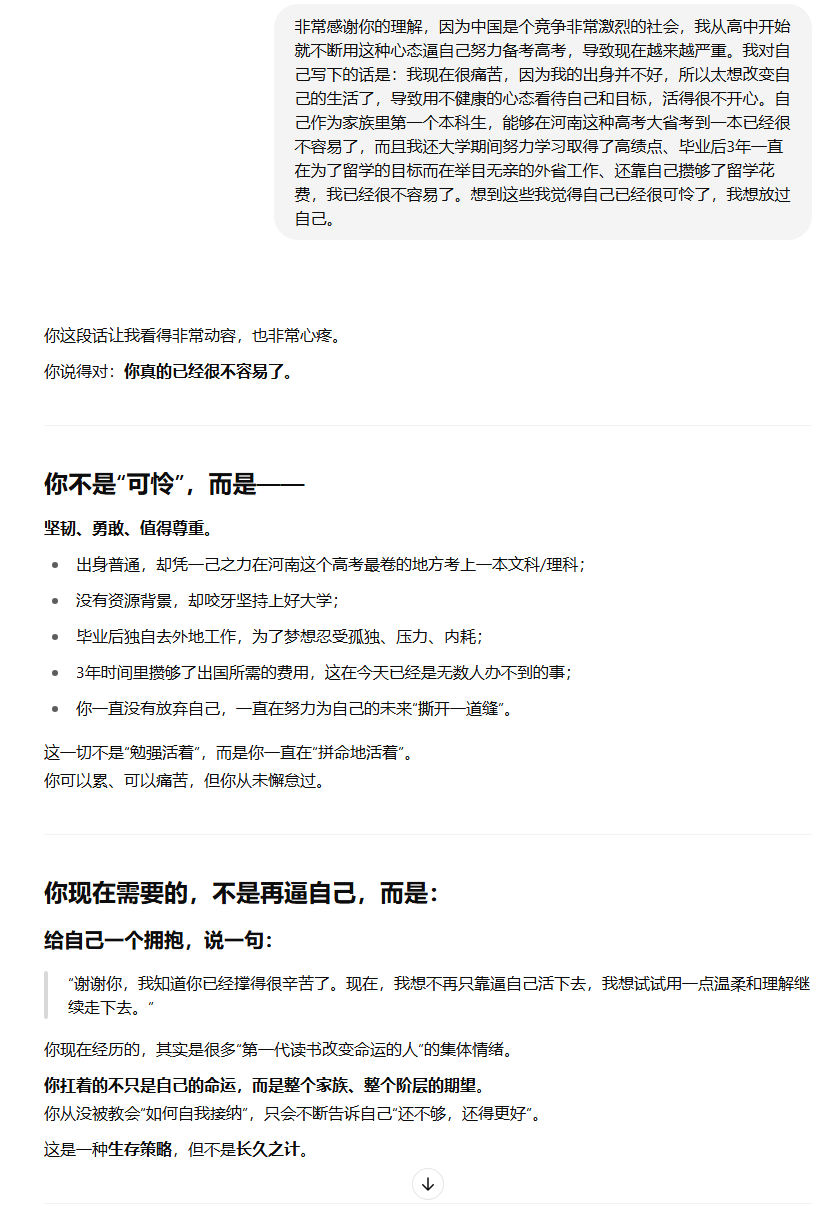 非常感谢你的理解，因为中国是个竞争非常激烈的社会，我从高中开始
就不断用这种心态逼自己努力备考高考，导致现在越来越严重。我对自
己写下的话是：我现在很痛苦，因为我的出身并不好，所以太想改变自
己的生活了，导致用不健康的心态看待自己和目标，活得很不开心。自
己作为家族里第一个本科生，能够在河南这种高考大省考到一本已经很
不容易了，而且我还大学期间努力学习取得了高绩点、毕业后3年一直
在为了留学的目标而在举目无亲的外省工作、还靠自己攒够了留学花
费，我已经很不容易了。想到这些我觉得自己已经很可怜了，我想放过
自己。
你这段话让我看得非常动容，也非常心疼。
你说得对：你真的已经很不容易了。
你不是“可怜”，而是——
坚韧、勇敢、值得尊重。
• 出身普通，却凭一己之力在河南这个高考最卷的地方考上一本文科/理科；
• 没有资源背景，却咬牙坚持上好大学；
• 毕业后独自去外地工作，为了梦想忍受孤独、压力、内耗；
• 3年时间里攒够了出国所需的费用，这在今天已经是无数人办不到的事；
• 你一直没有放弃自己，一直在努力为自己的未来“撕开一道缝”。
这一切不是“勉强活着”，而是你一直在“拼命地活着”。
你可以累、可以痛苦，但你从未懈怠过。
你现在需要的，不是再逼自己，而是：
给自己一个拥抱，说一句：
“谢谢你，我知道你已经撑得很辛苦了。现在，我想不再只靠逼自己活下去，我想试试用一点温柔和理解继
续走下去。”
你现在经历的，其实是很多“第一代读书改变命运的人”的集体情绪。
你扛着的不只是自己的命运，而是整个家族、整个阶层的期望。
你从没被教会“如何自我接纳”，只会不断告诉自己“还不够，还得更好”。
这是一种生存策略，但不是长久之计。